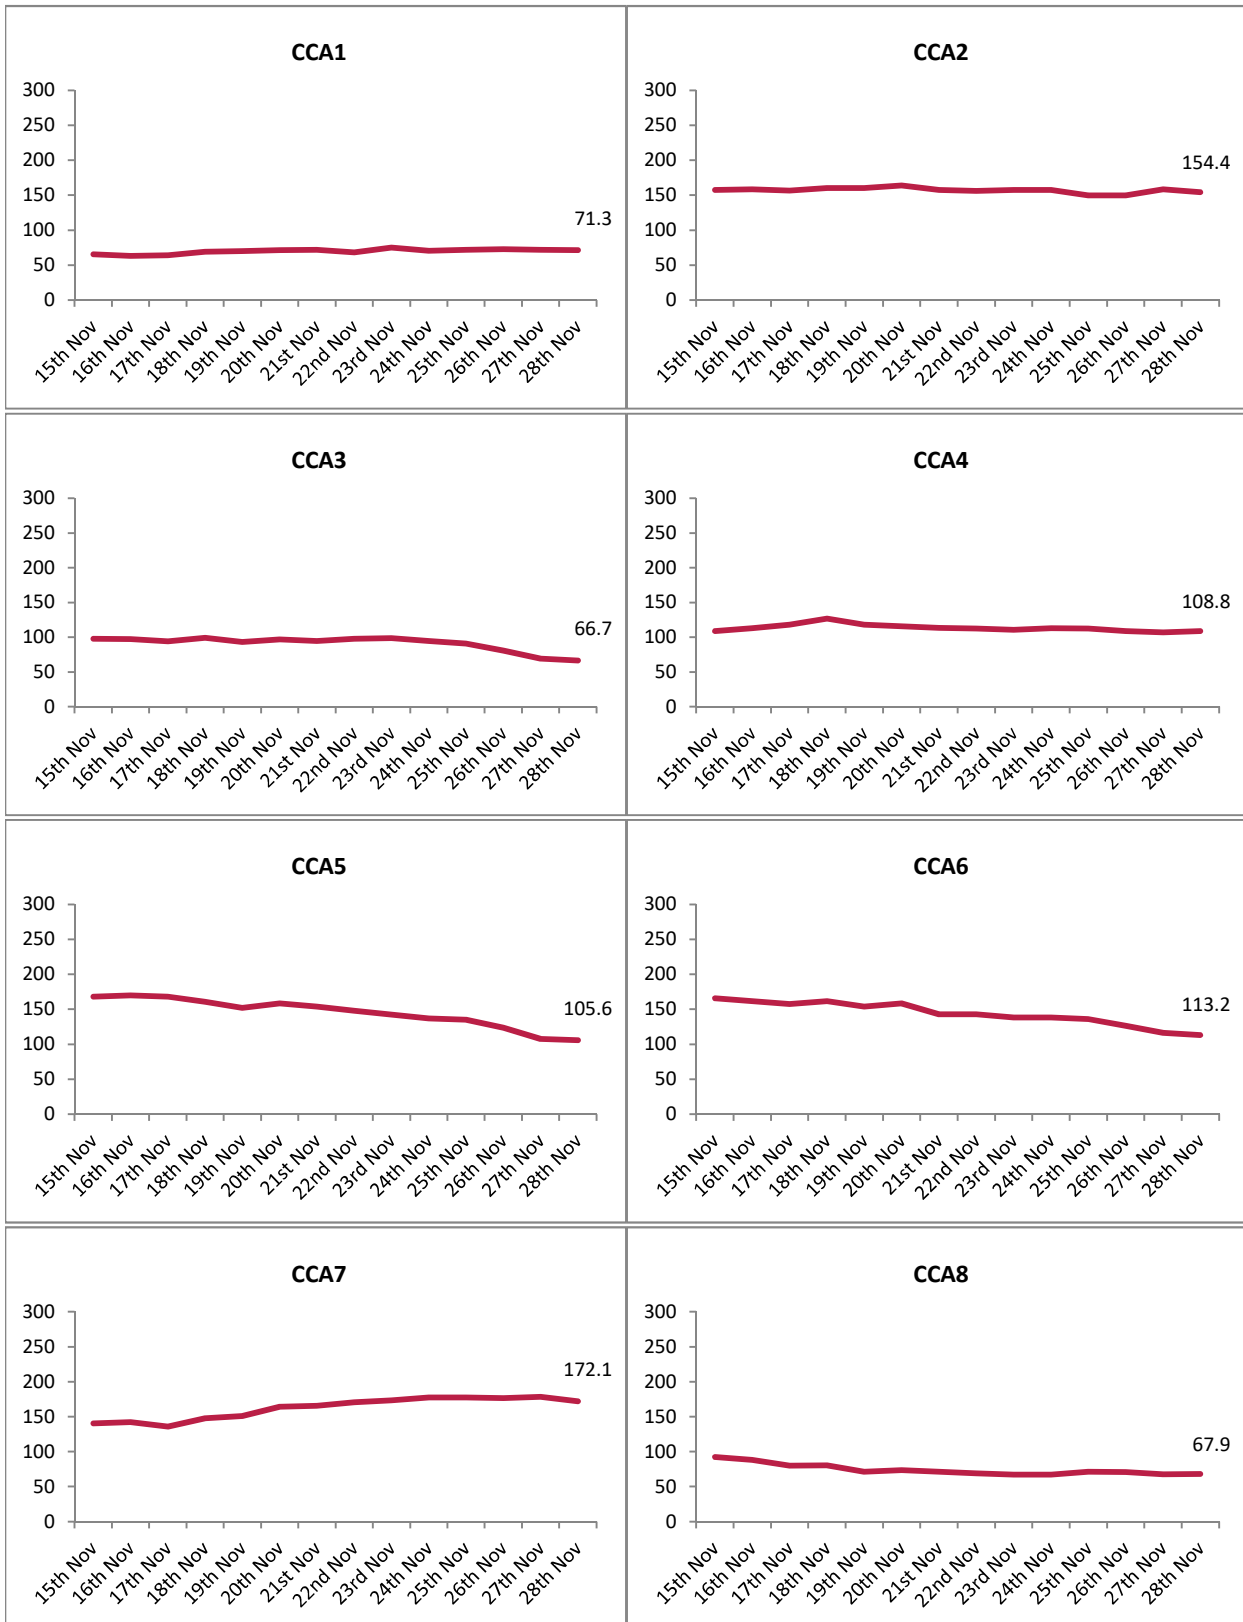 CCA1
300
250
200
150
100
50
0
71.3
15th Nov
16th Nov
17th Nov
18th Nov
19th Nov
20th Nov
21st Nov
22nd Nov
23rd Nov
24th Nov
25th Nov
26th Nov
27th Nov
28th Nov
CCA2
300
250
200
150
100
50
0
154.4
15th Nov
16th Nov
17th Nov
18th Nov
19th Nov
20th Nov
21st Nov
22nd Nov
23rd Nov
24th Nov
25th Nov
26th Nov
27th Nov
28th Nov
CCA3
300
250
200
150
100
50
0
66.7
15th Nov
16th Nov
17th Nov
18th Nov
19th Nov
20th Nov
21st Nov
22nd Nov
23rd Nov
24th Nov
25th Nov
26th Nov
27th Nov
28th Nov
CCA4
300
250
200
150
100
50
0
108.8
15th Nov
16th Nov
17th Nov
18th Nov
19th Nov
20th Nov
21st Nov
22nd Nov
23rd Nov
24th Nov
25th Nov
26th Nov
27th Nov
28th Nov
CCA5
300
250
200
150
100
50
0
105.6
15th Nov
16th Nov
17th Nov
18th Nov
19th Nov
20th Nov
21st Nov
22nd Nov
23rd Nov
24th Nov
25th Nov
26th Nov
27th Nov
28th Nov
CCA6
300
250
200
150
100
50
0
113.2
15th Nov
16th Nov
17th Nov
18th Nov
19th Nov
20th Nov
21st Nov
22nd Nov
23rd Nov
24th Nov
25th Nov
26th Nov
27th Nov
28th Nov
CCA7
300
250
200
150
100
50
0
172.1
15th Nov
16th Nov
17th Nov
18th Nov
19th Nov
20th Nov
21st Nov
22nd Nov
23rd Nov
24th Nov
25th Nov
26th Nov
27th Nov
28th Nov
CCA8
300
250
200
150
100
50
0
67.9
15th Nov
16th Nov
17th Nov
18th Nov
19th Nov
20th Nov
21st Nov
22nd Nov
23rd Nov
24th Nov
25th Nov
26th Nov
27th Nov
28th Nov